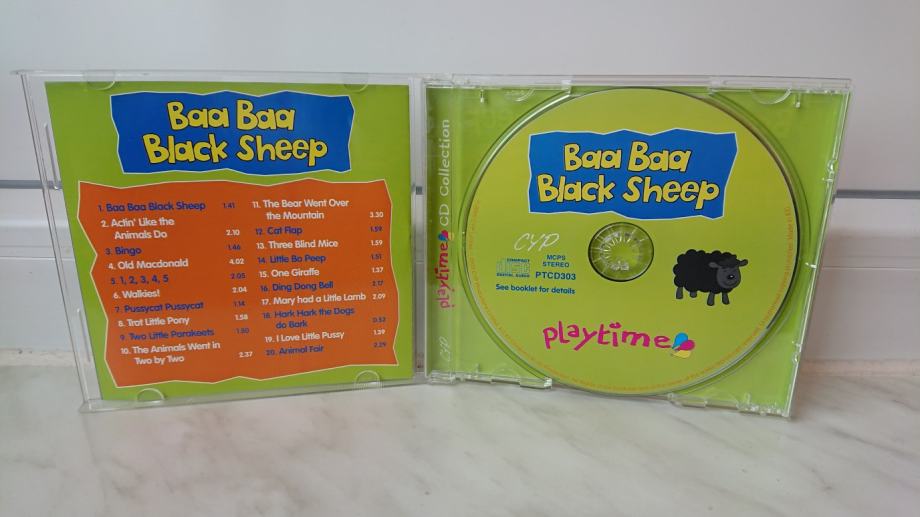 Baa Baa
Black Sheep
1. Baa Baa Black Sheep 1.41
2. Actin' Like the
Animals Do 2.10
3. Bingo 1.46
4. Old Macdonald 4.02
5. 1, 2, 3, 4, 5 2.05
6. Walkies! 2.04
7. Pussycat Pussycat 1.14
8. Trot Little Pony 1.58
9. Two Little Parakeets 1.50
10. The Animals Went in
Two by Two 2.37
11. The Bear Went Over
the Mountain 3.30
12. Cat Flap 1.59
13. Three Blind Mice 1.59
14. Little Bo Peep 1.51
15. One Giraffe 1.37
16. Ding Dong Bell 2.17
17. Mary had a Little Lamb 2.09
18. Hark Hark the Dogs
do Bark 0.52
19. I Love Little Pussy 1.39
20. Animal Fair 2.29
CYP playtime CD Collection
Baa Baa
Black Sheep
CYP
COMPACT
disc
DIGITAL AUDIO
MCPS
STEREO
PTCD303
See booklet for details
playtime